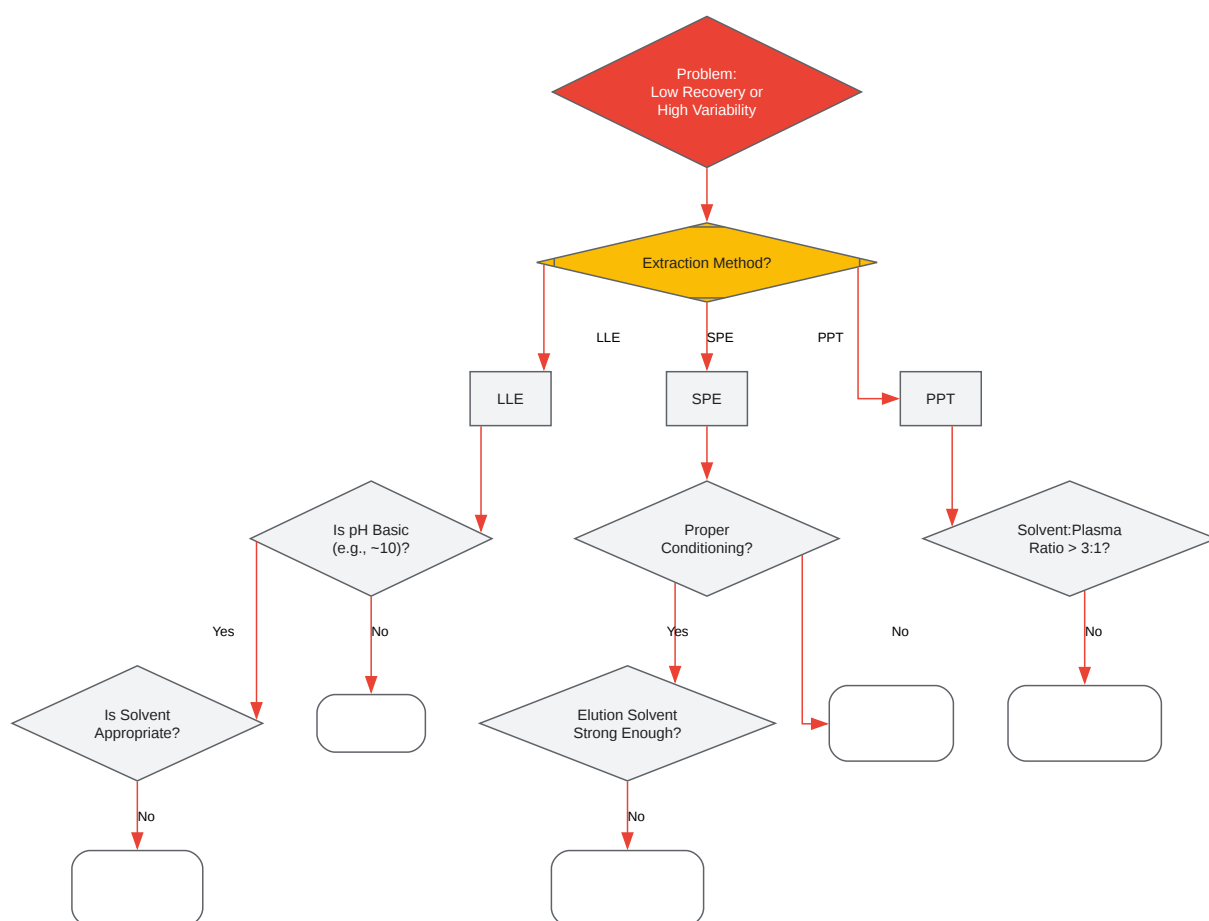 Problem:
Low Recovery or
High Variability
Extraction Method?
LLE
SPE
PPT
LLE
SPE
PPT
Is pH Basic
(e.g., ~10)?
Proper
Conditioning?
Solvent:Plasma
Ratio > 3:1?
Yes
No
Yes
No
No
Is Solvent
Appropriate?
Elution Solvent
Strong Enough?
No
No